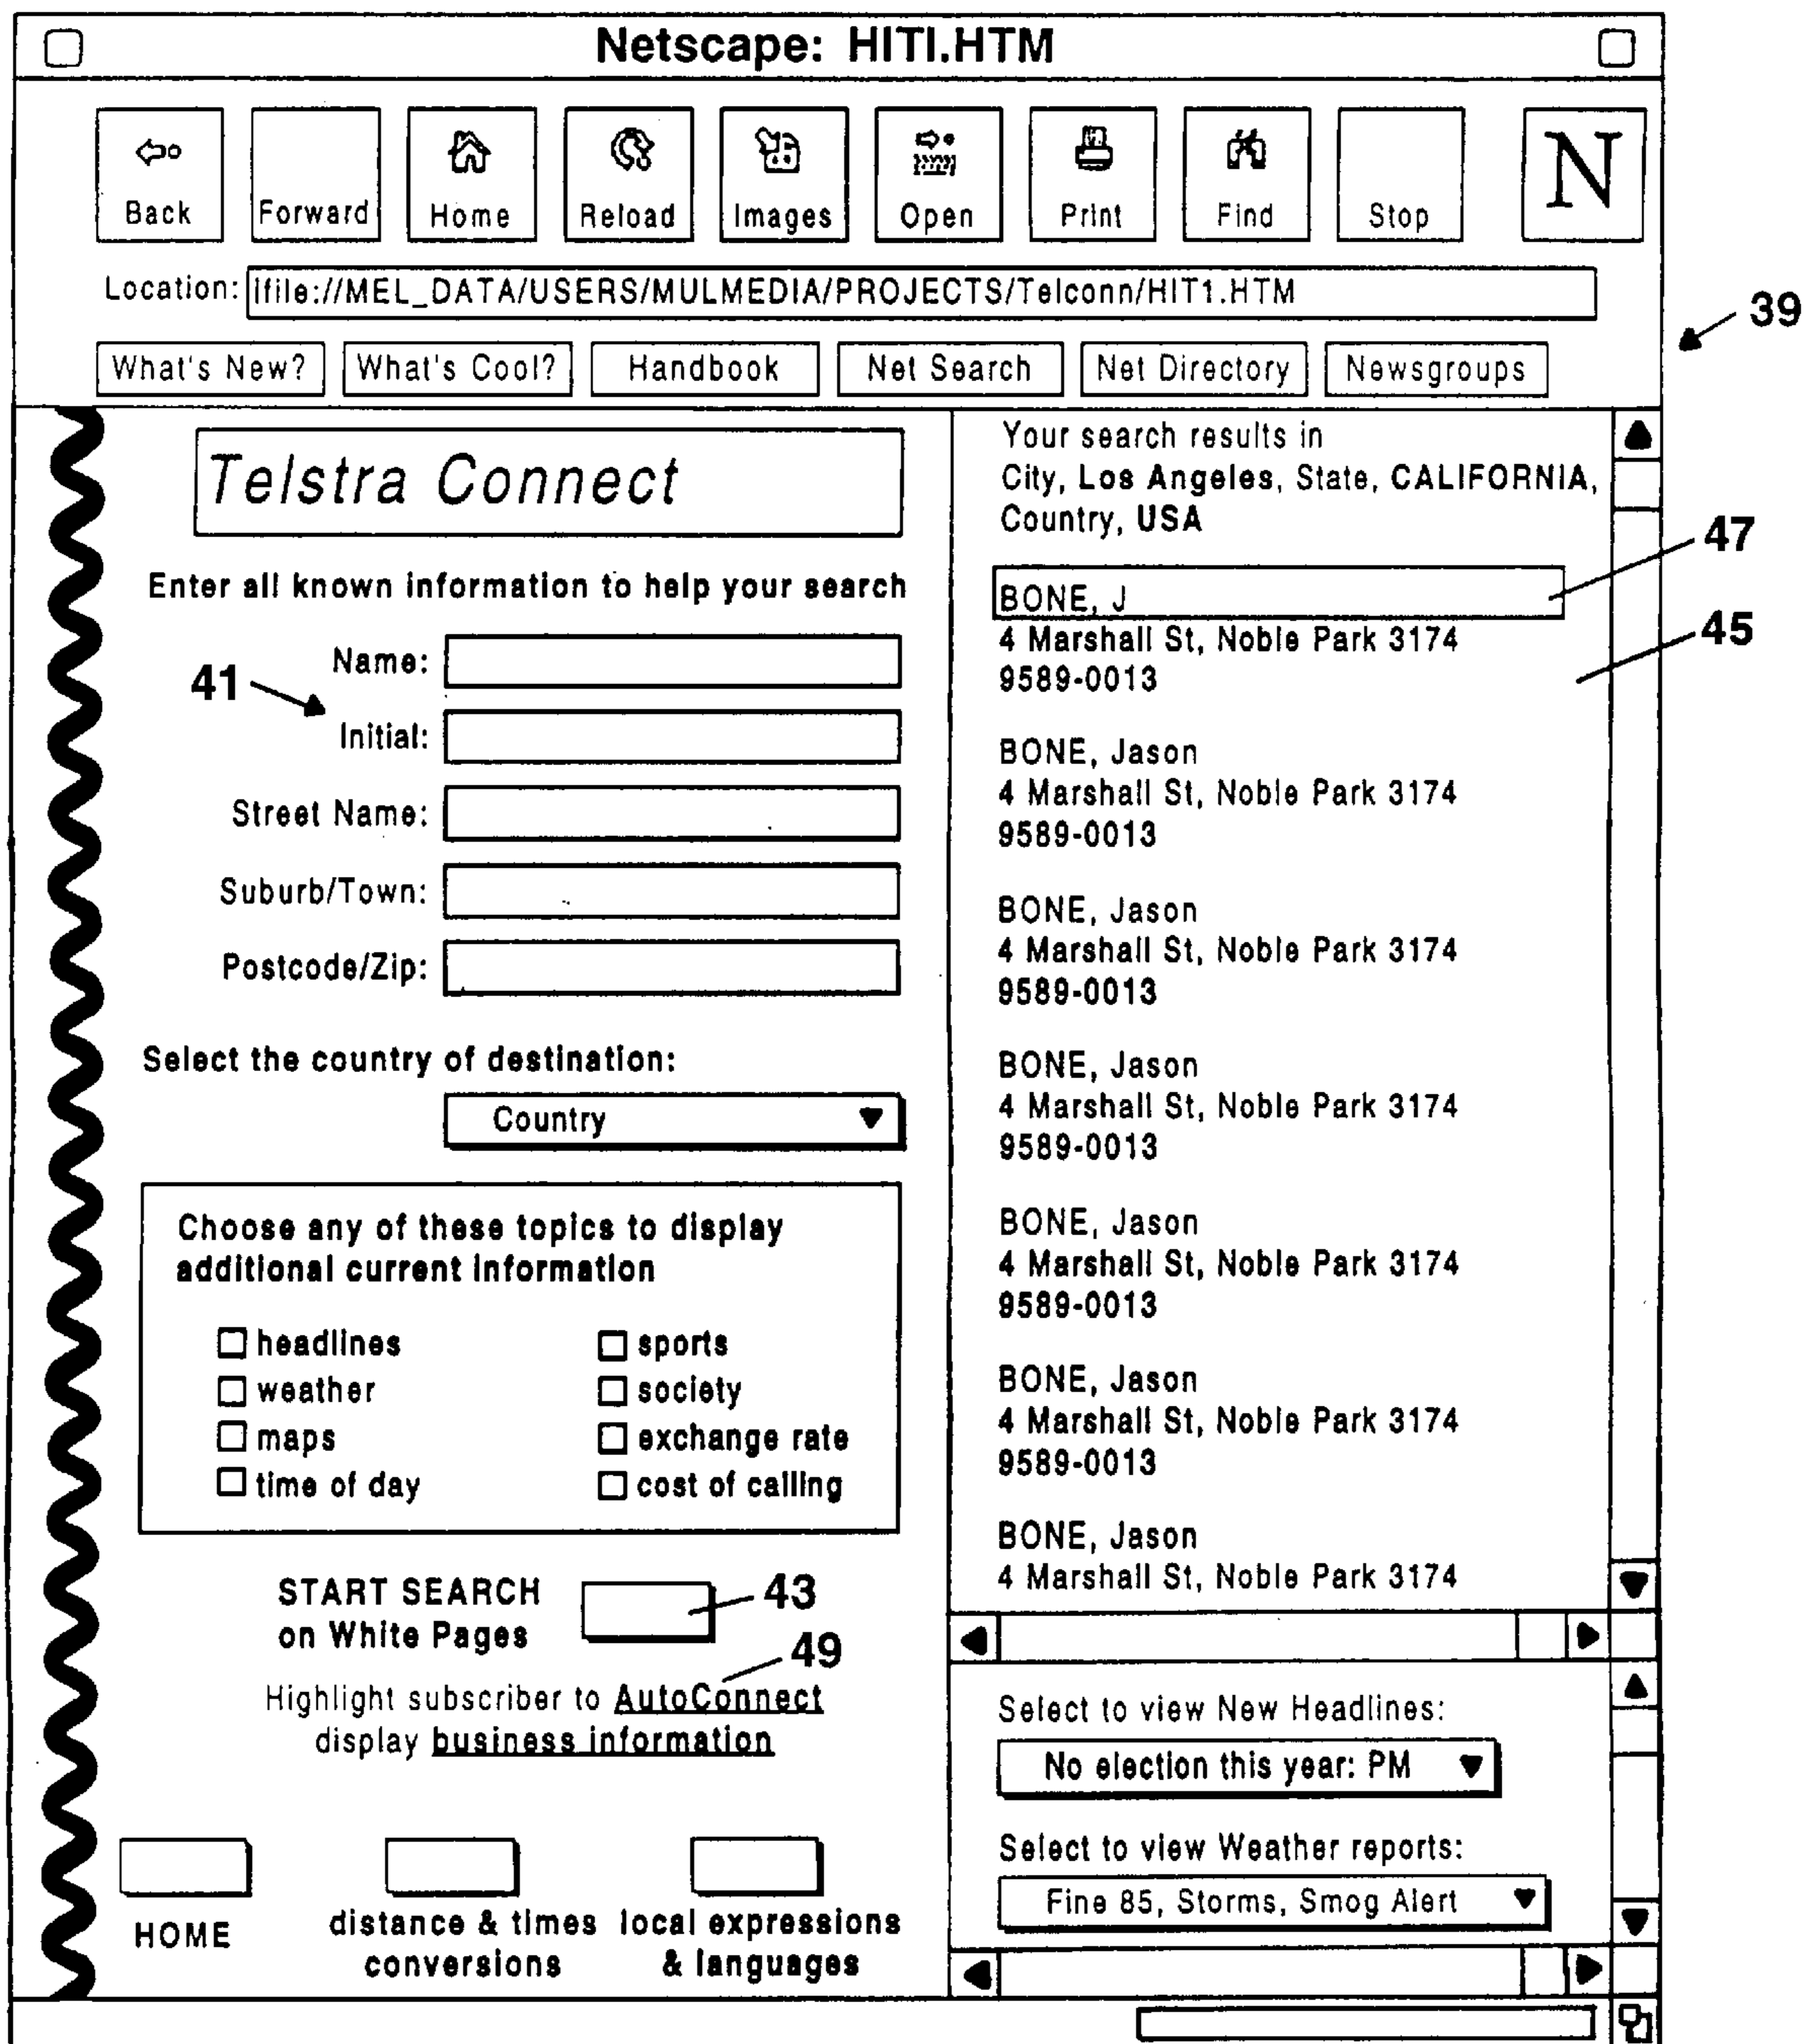 Netscape: HITI.HTM
Back
Forward
Home
Reload
Images
Open
Print
Find
Stop
N
Location: ifile://MEL_DATA/USERS/MULMEDIA/PROJECTS/Telconn/HIT1.HTM
39
What's New?
What's Cool?
Handbook
Net Search
Net Directory
Newsgroups
Telstra Connect
Enter all known information to help your search
Name:
41
Initial:
Street Name:
Suburb/Town:
Postcode/Zip:
Select the country of destination:
Country
Choose any of these topics to display
additional current information
headlines
sports
weather
society
maps
exchange rate
time of day
cost of calling
START SEARCH
on White Pages
43
49
Highlight subscriber to AutoConnect
display business information
HOME
distance & times
conversions
local expressions
& languages
Your search results in
City, Los Angeles, State, CALIFORNIA,
Country, USA
47
BONE, J
4 Marshall St, Noble Park 3174
45
9589-0013
BONE, Jason
4 Marshall St, Noble Park 3174
9589-0013
BONE, Jason
4 Marshall St, Noble Park 3174
9589-0013
BONE, Jason
4 Marshall St, Noble Park 3174
9589-0013
BONE, Jason
4 Marshall St, Noble Park 3174
9589-0013
BONE, Jason
4 Marshall St, Noble Park 3174
9589-0013
BONE, Jason
4 Marshall St, Noble Park 3174
Select to view New Headlines:
No election this year: PM
Select to view Weather reports:
Fine 85, Storms, Smog Alert